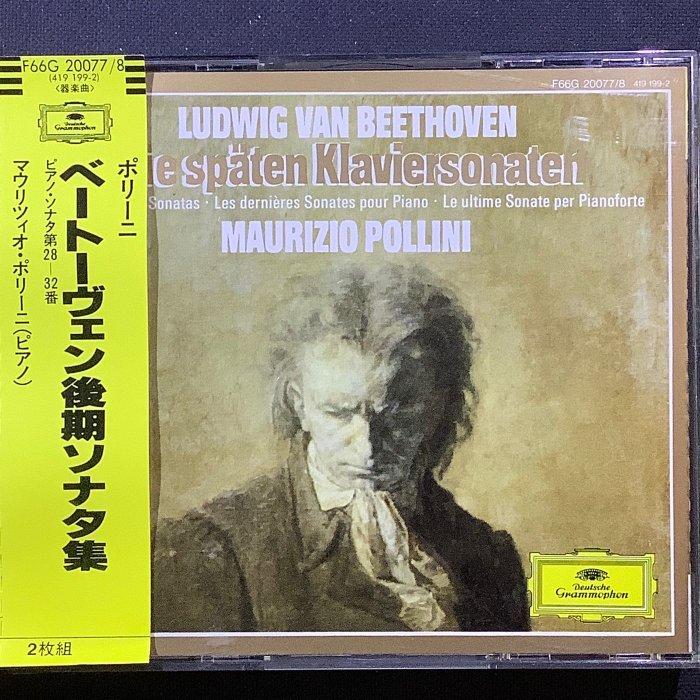 F66G 20077/8
(419 199-2)
〈器楽曲〉
Deutsche
Grammophon
ポリーニ
ベートーヴェン後期ソナタ集
ピアノ・ソナタ第28-32番
マウリツィオ・ポリーニ(ピアノ)
2枚組
F66G 20077/8 419 199-2
LUDWIG VAN BEETHOVEN
späten Klaviersonaten
Sonatas · Les dernières Sonates pour Piano · Le ultime Sonate per Pianoforte
MAURIZIO POLLINI
Deutsche
Grammophon